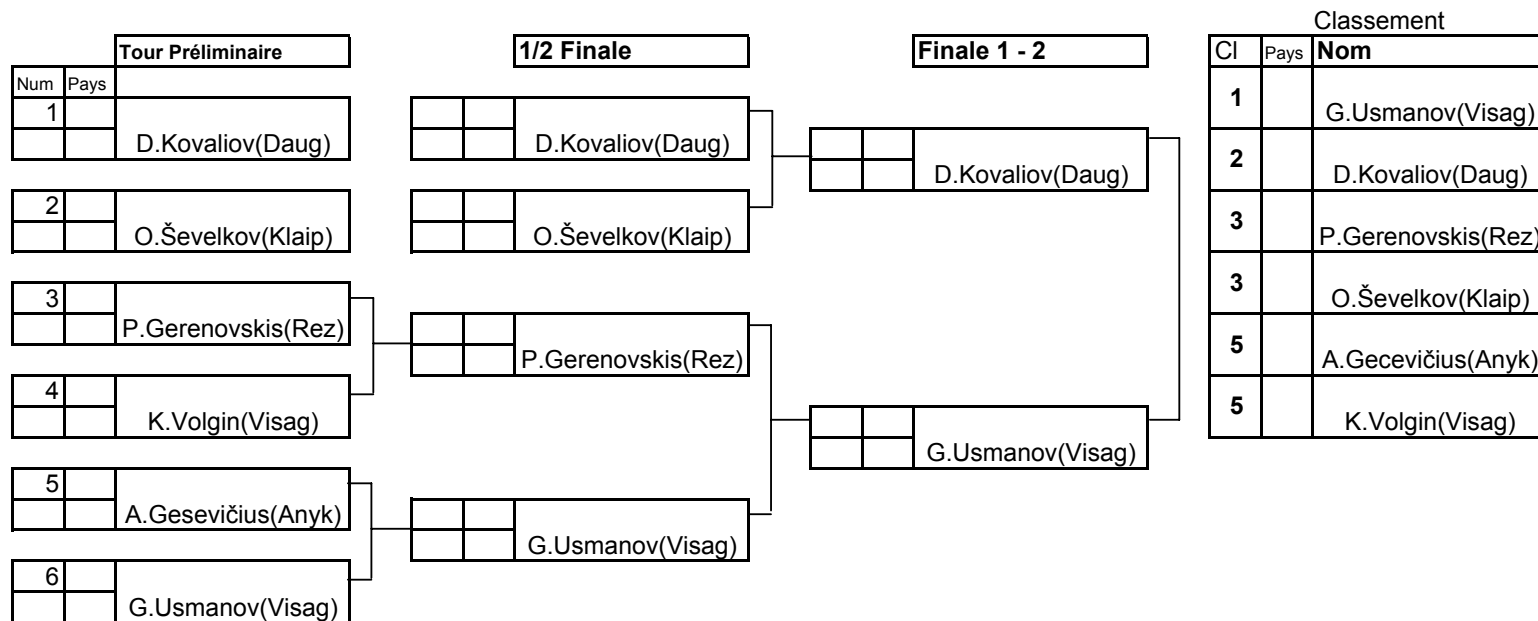 Classement
Tour Préliminaire 1/2 Finale Finale 1 - 2 Cl Pays Nom
Num Pays
1 D.Kovaliov(Daug) D.Kovaliov(Daug) D.Kovaliov(Daug) 1 G.Usmanov(Visag)
2 D.Kovaliov(Daug)
2 O.Ševelkov(Klaip) O.Ševelkov(Klaip)
3 P.Gerenovskis(Rez)
3 P.Gerenovskis(Rez) P.Gerenovskis(Rez)
3 O.Ševelkov(Klaip)
5 A.Gecevičius(Anyk)
4 K.Volgin(Visag) G.Usmanov(Visag) 5 K.Volgin(Visag)
5 A.Gesevičius(Anyk) G.Usmanov(Visag)
6 G.Usmanov(Visag)